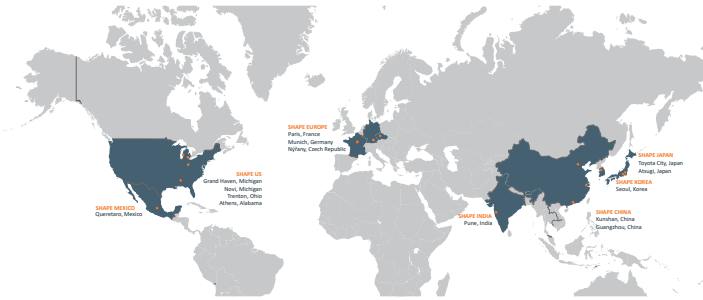 SHAPE EUROPE
Paris, France
Munich, Germany
Nýřany, Czech Republic
SHAPE US
Grand Haven, Michigan
Novi, Michigan
Trenton, Ohio
Athens, Alabama
SHAPE MEXICO
Queretaro, Mexico
SHAPE JAPAN
Toyota City, Japan
Atsugi, Japan
SHAPE KOREA
Seoul, Korea
SHAPE INDIA
Pune, India
SHAPE CHINA
Kunshan, China
Guangzhou, China